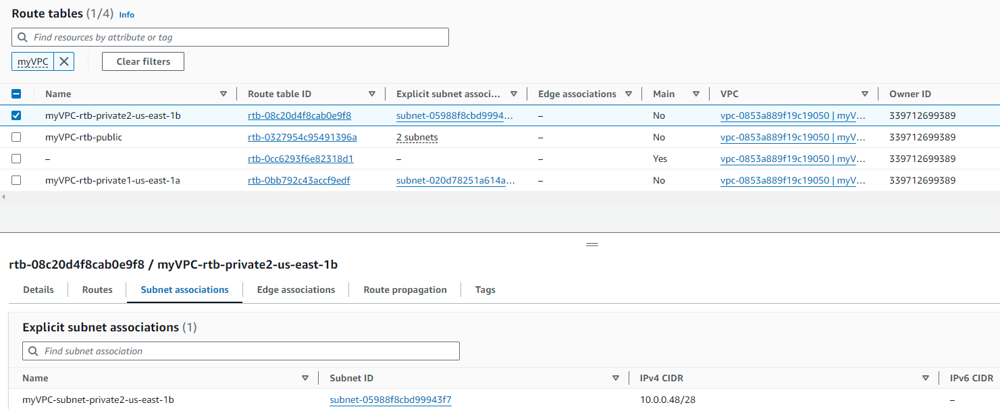 Route tables (1/4) Info
Find resources by attribute or tag
myVPC Clear filters
Name Route table ID Explicit subnet associ... Edge associations Main VPC Owner ID
myVPC-rtb-private2-us-east-1b rtb-08c20d4f8cab0e9f8 subnet-05988f8cbd9994... – No vpc-0853a889f19c19050 | myV... 339712699389
myVPC-rtb-public rtb-0327954c95491396a 2 subnets – No vpc-0853a889f19c19050 | myV... 339712699389
– rtb-0cc6293f6e82318d1 – – Yes vpc-0853a889f19c19050 | myV... 339712699389
myVPC-rtb-private1-us-east-1a rtb-0bb792c43accf9edf subnet-020d78251a614a... – No vpc-0853a889f19c19050 | myV... 339712699389
rtb-08c20d4f8cab0e9f8 / myVPC-rtb-private2-us-east-1b
Details Routes Subnet associations Edge associations Route propagation Tags
Explicit subnet associations (1)
Find subnet association
Name Subnet ID IPv4 CIDR IPv6 CIDR
myVPC-subnet-private2-us-east-1b subnet-05988f8cbd99943f7 10.0.0.48/28 –